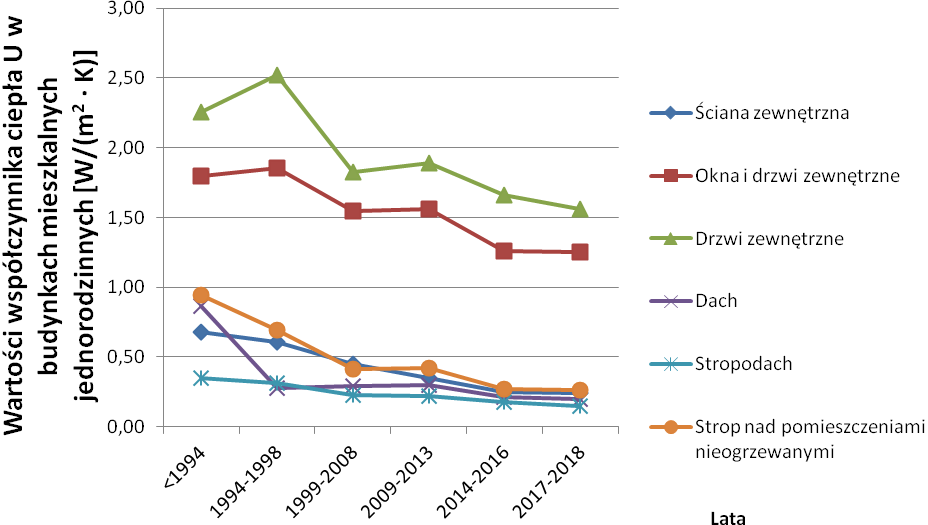 Wartości współczynnika ciepła U w
budynkach mieszkalnych
jednorodzinnych [W/(m² · K)]
3,00
2,50
2,00
1,50
1,00
0,50
0,00
<1994
1994-1998
1999-2008
2009-2013
2014-2016
2017-2018
Lata
Ściana zewnętrzna
Okna i drzwi zewnętrzne
Drzwi zewnętrzne
Dach
Stropodach
Strop nad pomieszczeniami
nieogrzewanymi